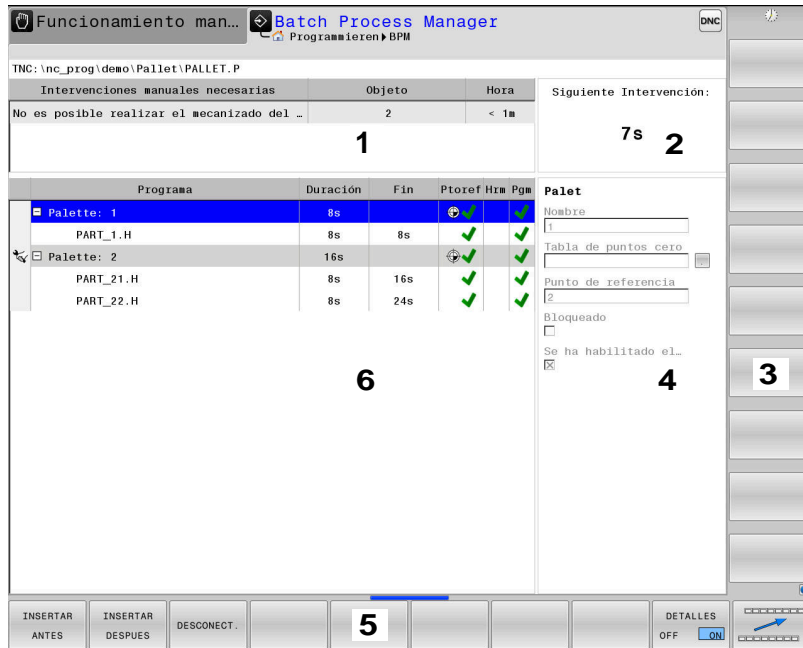 Funcionamiento man…
Batch Process Manager
DNC
Programmieren▸BPM
TNC:\nc_prog\demo\Pallet\PALLET.P
Intervenciones manuales necesarias Objeto Hora
No es posible realizar el mecanizado del … 2 < 1m
1
Siguiente Intervención:
7s
2
Programa Duración Fin Ptoref Hrm Pgm
Palette: 1 8s
PART_1.H 8s 8s
Palette: 2 16s
PART_21.H 8s 16s
PART_22.H 8s 24s
6
Palet
Nombre
1
Tabla de puntos cero
Punto de referencia
2
Bloqueado
Se ha habilitado el…
4
3
INSERTAR ANTES
INSERTAR DESPUES
DESCONECT.
5
DETALLES
OFF ON